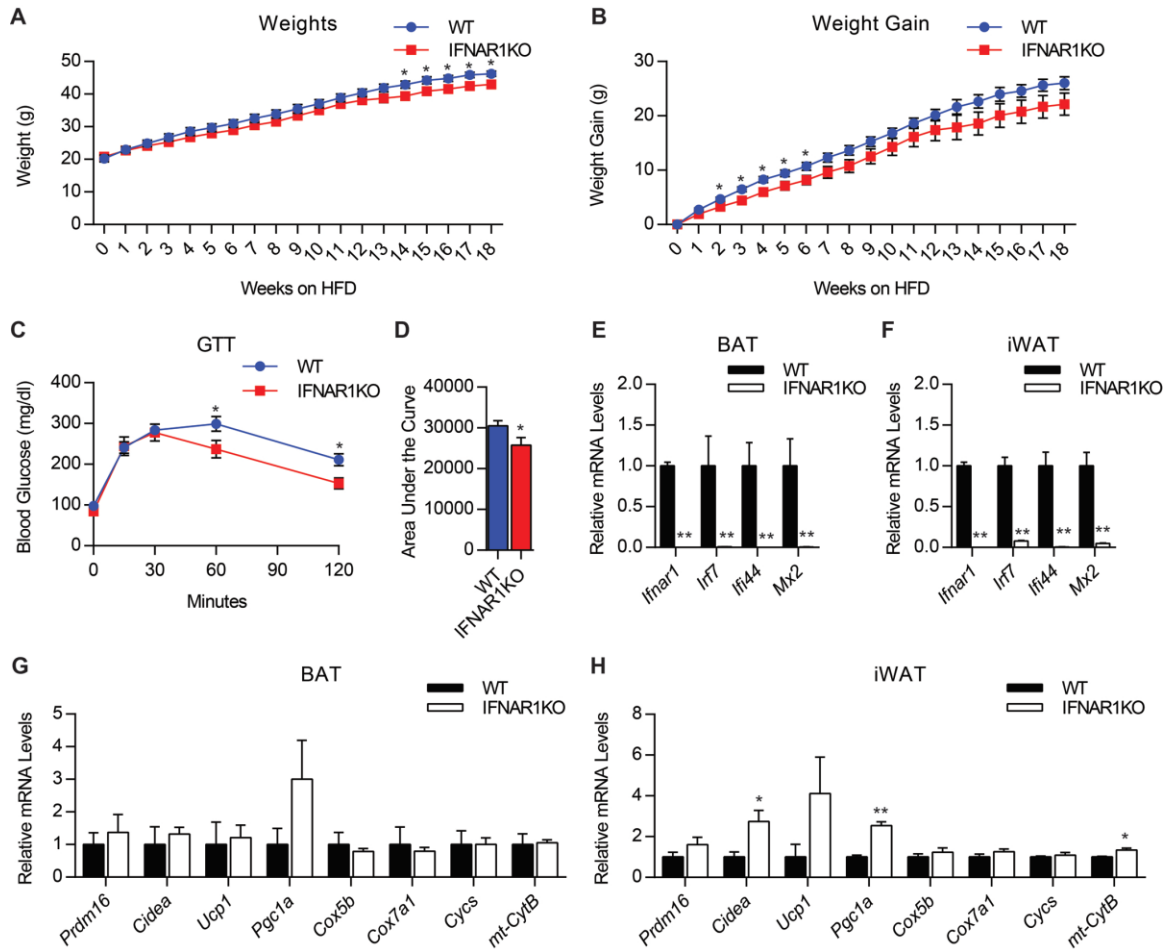 A
Weights
WT
IFNAR1KO
Weight (g)
50
40
30
20
10
0
* * * * *
0 1 2 3 4 5 6 7 8 9 10 11 12 13 14 15 16 17 18
Weeks on HFD
B
Weight Gain
WT
IFNAR1KO
Weight Gain (g)
30
20
10
0
* * * * *
0 1 2 3 4 5 6 7 8 9 10 11 12 13 14 15 16 17 18
Weeks on HFD
C
GTT
WT
IFNAR1KO
Blood Glucose (mg/dl)
400
300
200
100
0
* *
0 30 60 90 120
Minutes
D
Area Under the Curve
40000
30000
20000
10000
0
*
WT
IFNAR1KO
E
BAT
WT
IFNAR1KO
Relative mRNA Levels
2.0
1.5
1.0
0.5
0.0
** ** ** **
Ifnar1 Irf7 Ifi44 Mx2
F
iWAT
WT
IFNAR1KO
Relative mRNA Levels
2.0
1.5
1.0
0.5
0.0
** ** ** **
Ifnar1 Irf7 Ifi44 Mx2
G
BAT
WT
IFNAR1KO
Relative mRNA Levels
5
4
3
2
1
0
Prdm16 Cidea Ucp1 Pgc1a Cox5b Cox7a1 Cycs mt-CytB
H
iWAT
WT
IFNAR1KO
Relative mRNA Levels
8
6
4
2
0
* ** *
Prdm16 Cidea Ucp1 Pgc1a Cox5b Cox7a1 Cycs mt-CytB